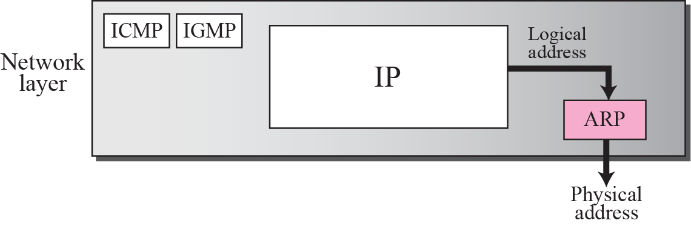 ICMP
IGMP
Network
layer
IP
Logical
address
ARP
Physical
address